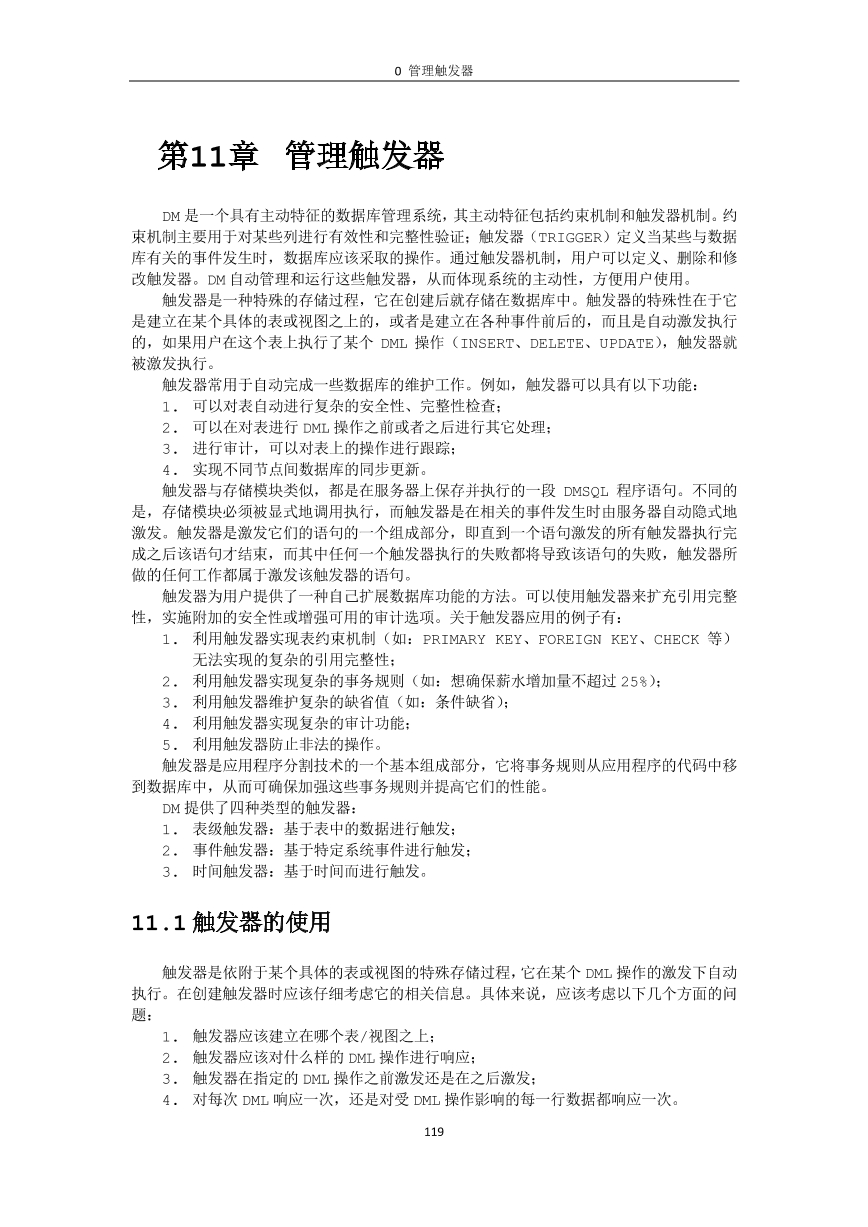 0 管理触发器
第11章 管理触发器
DM 是一个具有主动特征的数据库管理系统，其主动特征包括约束机制和触发器机制。约
束机制主要用于对某些列进行有效性和完整性验证；触发器（TRIGGER）定义当某些与数据
库有关的事件发生时，数据库应该采取的操作。通过触发器机制，用户可以定义、删除和修
改触发器。DM 自动管理和运行这些触发器，从而体现系统的主动性，方便用户使用。
触发器是一种特殊的存储过程，它在创建后就存储在数据库中。触发器的特殊性在于它
是建立在某个具体的表或视图之上的，或者是建立在各种事件前后的，而且是自动激发执行
的，如果用户在这个表上执行了某个 DML 操作（INSERT、DELETE、UPDATE），触发器就
被激发执行。
触发器常用于自动完成一些数据库的维护工作。例如，触发器可以具有以下功能：
1. 可以对表自动进行复杂的安全性、完整性检查；
2. 可以在对表进行 DML 操作之前或者之后进行其它处理；
3. 进行审计，可以对表上的操作进行跟踪；
4. 实现不同节点间数据库的同步更新。
触发器与存储模块类似，都是在服务器上保存并执行的一段 DMSQL 程序语句。不同的
是，存储模块必须被显式地调用执行，而触发器是在相关的事件发生时由服务器自动隐式地
激发。触发器是激发它们的语句的一个组成部分，即直到一个语句激发的所有触发器执行完
成之后该语句才结束，而其中任何一个触发器执行的失败都将导致该语句的失败，触发器所
做的任何工作都属于激发该触发器的语句。
触发器为用户提供了一种自己扩展数据库功能的方法。可以使用触发器来扩充引用完整
性，实施附加的安全性或增强可用的审计选项。关于触发器应用的例子有：
1. 利用触发器实现表约束机制（如：PRIMARY KEY、FOREIGN KEY、CHECK 等）
无法实现的复杂的引用完整性；
2. 利用触发器实现复杂的事务规则（如：想确保薪水增加量不超过 25%）；
3. 利用触发器维护复杂的缺省值（如：条件缺省）；
4. 利用触发器实现复杂的审计功能；
5. 利用触发器防止非法的操作。
触发器是应用程序分割技术的一个基本组成部分，它将事务规则从应用程序的代码中移
到数据库中，从而可确保加强这些事务规则并提高它们的性能。
DM 提供了四种类型的触发器：
1. 表级触发器：基于表中的数据进行触发；
2. 事件触发器：基于特定系统事件进行触发；
3. 时间触发器：基于时间而进行触发。
11.1 触发器的使用
触发器是依附于某个具体的表或视图的特殊存储过程，它在某个 DML 操作的激发下自动
执行。在创建触发器时应该仔细考虑它的相关信息。具体来说，应该考虑以下几个方面的问
题：
1. 触发器应该建立在哪个表/视图之上；
2. 触发器应该对什么样的 DML 操作进行响应；
3. 触发器在指定的 DML 操作之前激发还是在之后激发；
4. 对每次 DML 响应一次，还是对受 DML 操作影响的每一行数据都响应一次。
119